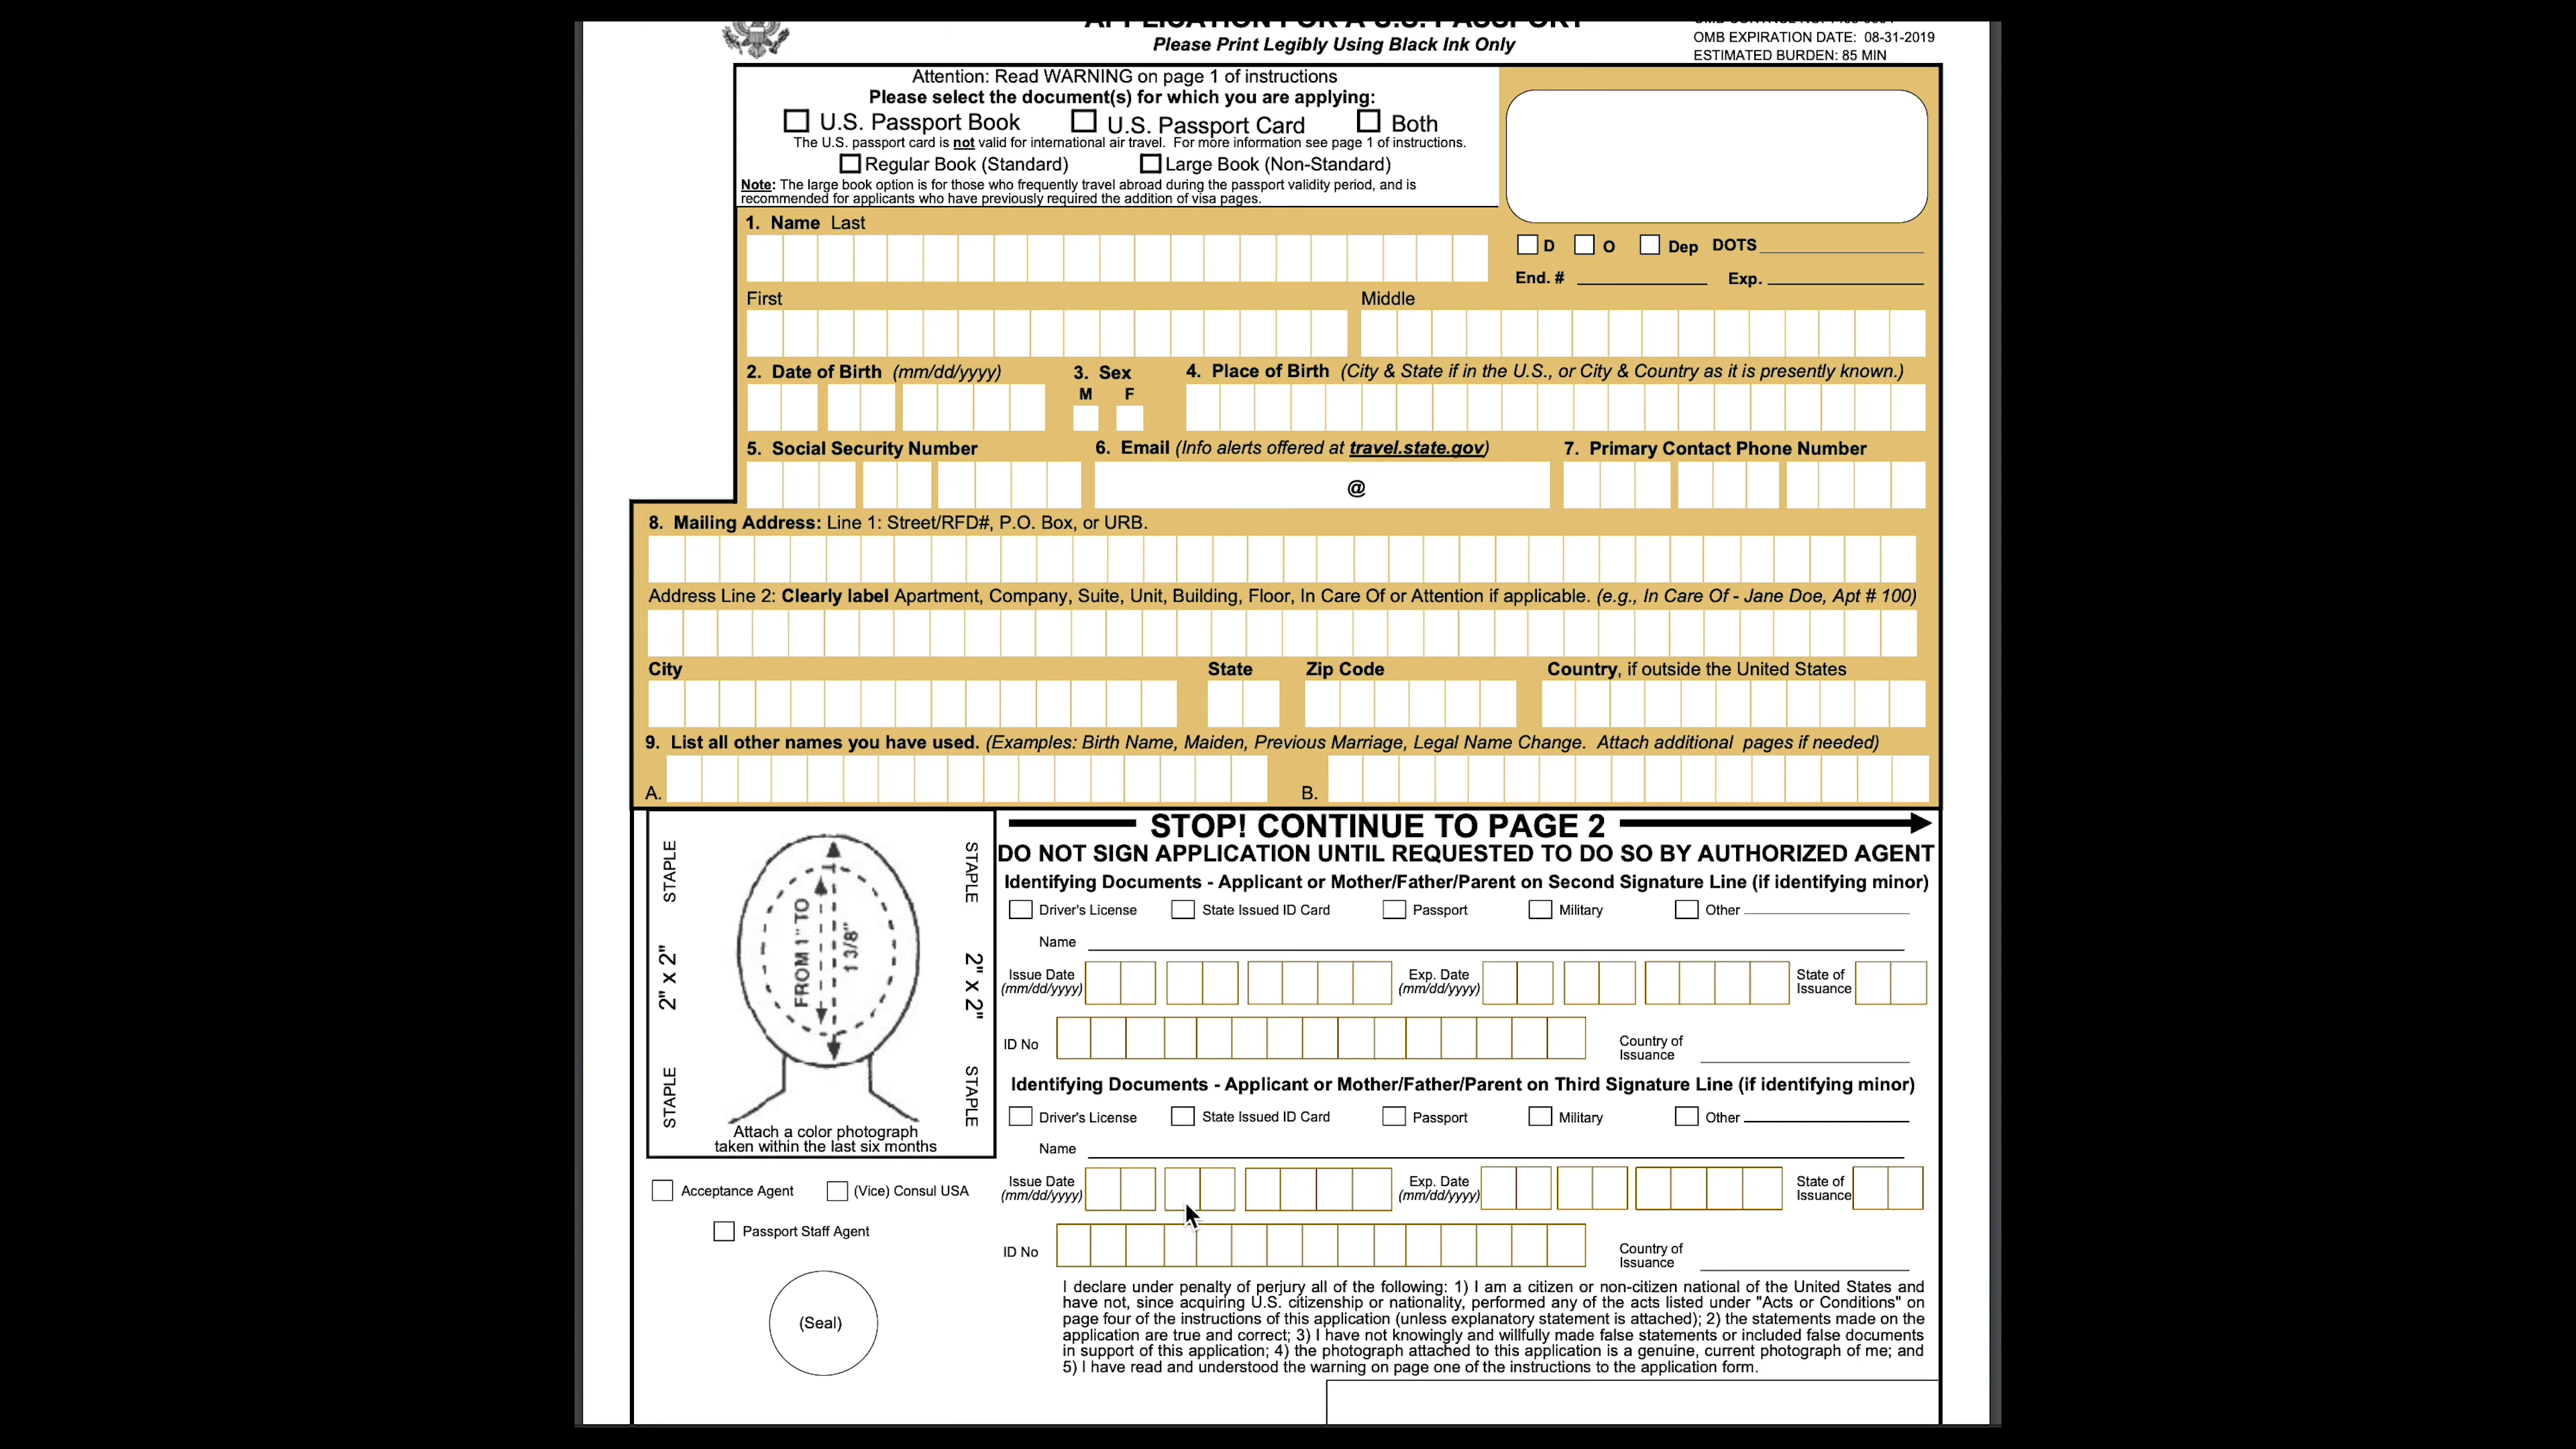 APPLICATION FOR A U.S. PASSPORT
Please Print Legibly Using Black Ink Only
OMB EXPIRATION DATE: 08-31-2019
ESTIMATED BURDEN: 85 MIN
Attention: Read WARNING on page 1 of instructions
Please select the document(s) for which you are applying:
U.S. Passport Book U.S. Passport Card Both
The U.S. passport card is not valid for international air travel. For more information see page 1 of instructions.
Regular Book (Standard) Large Book (Non-Standard)
Note: The large book option is for those who frequently travel abroad during the passport validity period, and is
recommended for applicants who have previously required the addition of visa pages.
1. Name Last
D O Dep DOTS
End. # Exp.
First Middle
2. Date of Birth (mm/dd/yyyy) 3. Sex 4. Place of Birth (City & State if in the U.S., or City & Country as it is presently known.)
M F
5. Social Security Number 6. Email (Info alerts offered at travel.state.gov) 7. Primary Contact Phone Number
@
8. Mailing Address: Line 1: Street/RFD#, P.O. Box, or URB.
Address Line 2: Clearly label Apartment, Company, Suite, Unit, Building, Floor, In Care Of or Attention if applicable. (e.g., In Care Of - Jane Doe, Apt # 100)
City State Zip Code Country, if outside the United States
9. List all other names you have used. (Examples: Birth Name, Maiden, Previous Marriage, Legal Name Change. Attach additional pages if needed)
A. B.
STAPLE 2" x 2" STAPLE
FROM 1" TO
1 3/8"
STAPLE 2" x 2" STAPLE
Attach a color photograph
taken within the last six months
STOP! CONTINUE TO PAGE 2
DO NOT SIGN APPLICATION UNTIL REQUESTED TO DO SO BY AUTHORIZED AGENT
Identifying Documents - Applicant or Mother/Father/Parent on Second Signature Line (if identifying minor)
Driver's License State Issued ID Card Passport Military Other
Name
Issue Date Exp. Date State of
(mm/dd/yyyy) (mm/dd/yyyy) Issuance
ID No Country of
Issuance
Identifying Documents - Applicant or Mother/Father/Parent on Third Signature Line (if identifying minor)
Driver's License State Issued ID Card Passport Military Other
Name
Issue Date Exp. Date State of
(mm/dd/yyyy) (mm/dd/yyyy) Issuance
ID No Country of
Issuance
Acceptance Agent (Vice) Consul USA
Passport Staff Agent
(Seal)
I declare under penalty of perjury all of the following: 1) I am a citizen or non-citizen national of the United States and
have not, since acquiring U.S. citizenship or nationality, performed any of the acts listed under "Acts or Conditions" on
page four of the instructions of this application (unless explanatory statement is attached); 2) the statements made on the
application are true and correct; 3) I have not knowingly and willfully made false statements or included false documents
in support of this application; 4) the photograph attached to this application is a genuine, current photograph of me; and
5) I have read and understood the warning on page one of the instructions to the application form.